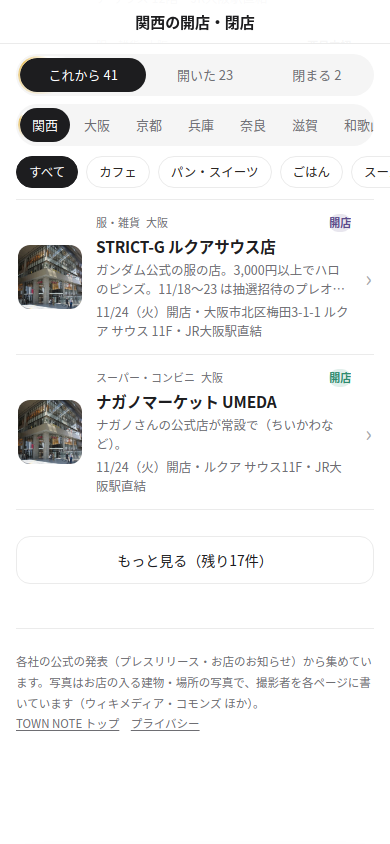 関西の開店・閉店
これから 41
開いた 23
閉まる 2
関西
大阪
京都
兵庫
奈良
滋賀
すべて
カフェ
パン・スイーツ
ごはん
服・雑貨 大阪
開店
STRICT-G ルクアサウス店
ガンダム公式の服の店。3,000円以上でハロ
のピンズ。11/18〜23 は抽選招待のプレオ…
11/24（火）開店・大阪市北区梅田3-1-1 ルク
ア サウス 11F・JR大阪駅直結
スーパー・コンビニ 大阪
開店
ナガノマーケット UMEDA
ナガノさんの公式店が常設で（ちいかわな
ど）。
11/24（火）開店・ルクア サウス11F・JR大
阪駅直結
もっと見る（残り17件）
各社の公式の発表（プレスリリース・お店のお知らせ）から集めてい
ます。写真はお店の入る建物・場所の写真で、撮影者を各ページに書
いています（ウィキメディア・コモンズ ほか）。
TOWN NOTE トップ プライバシー